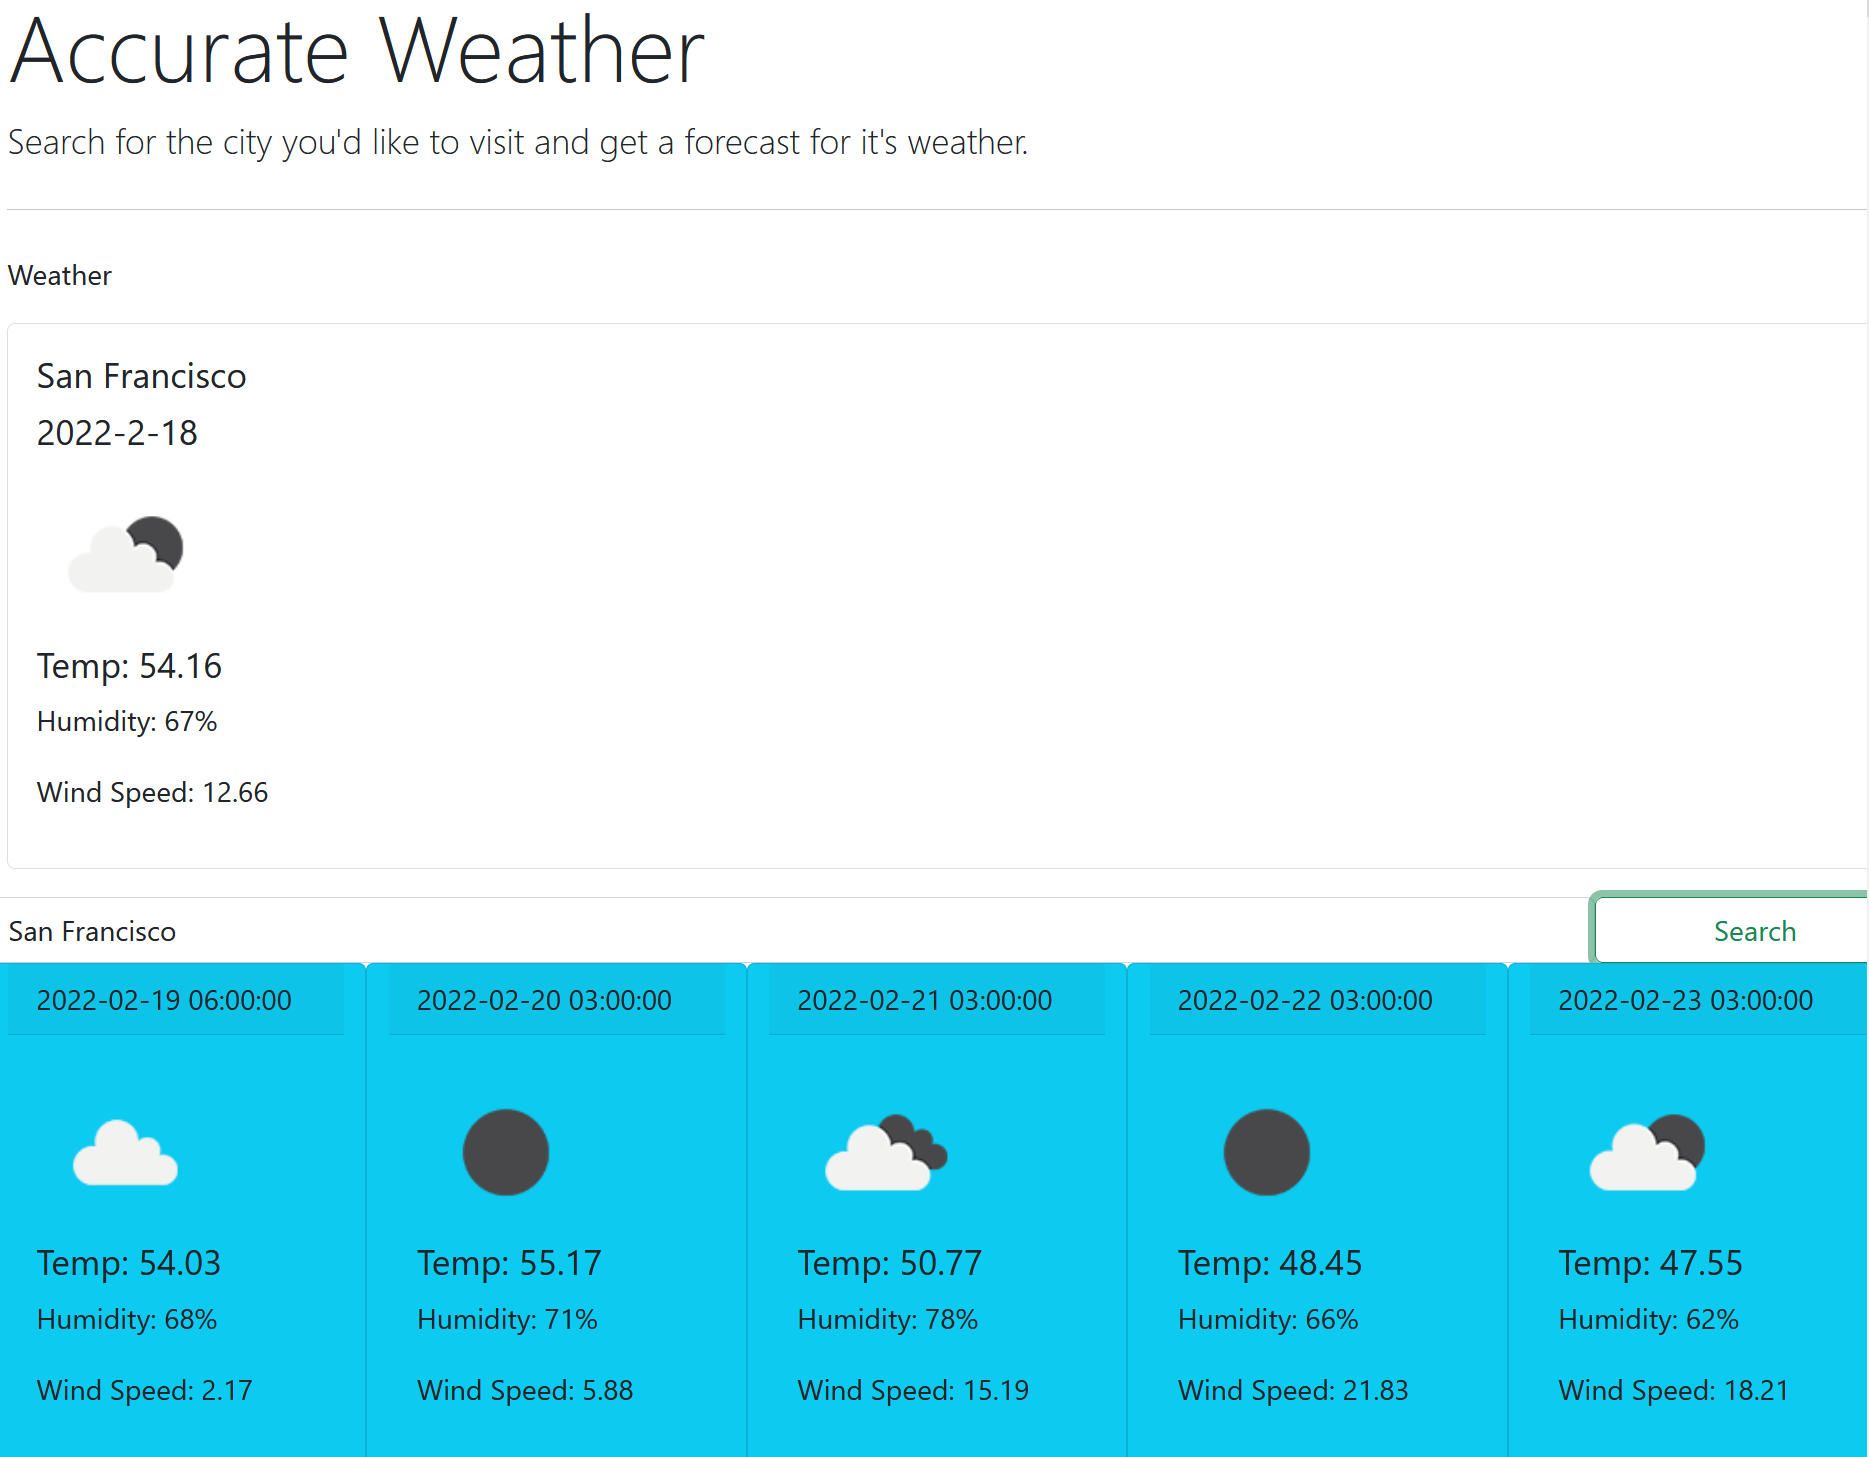 Accurate Weather
Search for the city you'd like to visit and get a forecast for it's weather.
Weather
San Francisco
2022-2-18
Temp: 54.16
Humidity: 67%
Wind Speed: 12.66
San Francisco
Search
2022-02-19 06:00:00
Temp: 54.03
Humidity: 68%
Wind Speed: 2.17
2022-02-20 03:00:00
Temp: 55.17
Humidity: 71%
Wind Speed: 5.88
2022-02-21 03:00:00
Temp: 50.77
Humidity: 78%
Wind Speed: 15.19
2022-02-22 03:00:00
Temp: 48.45
Humidity: 66%
Wind Speed: 21.83
2022-02-23 03:00:00
Temp: 47.55
Humidity: 62%
Wind Speed: 18.21